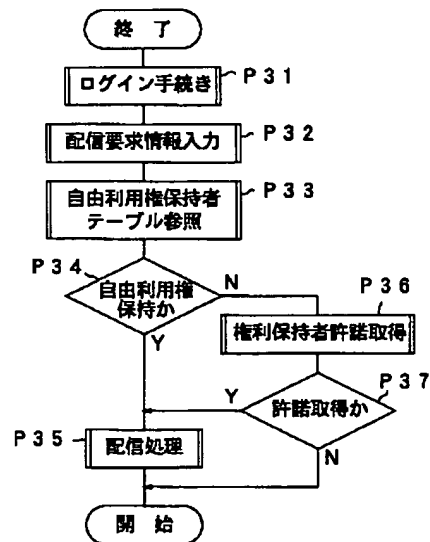 終 了
ログイン手続き
P31
配信要求情報入力
P32
自由利用権保持者
テーブル参照
P33
P34
自由利用権
保持か
N
Y
P36
権利保持者許諾取得
P37
許諾取得か
Y
N
P35
配信処理
開 始